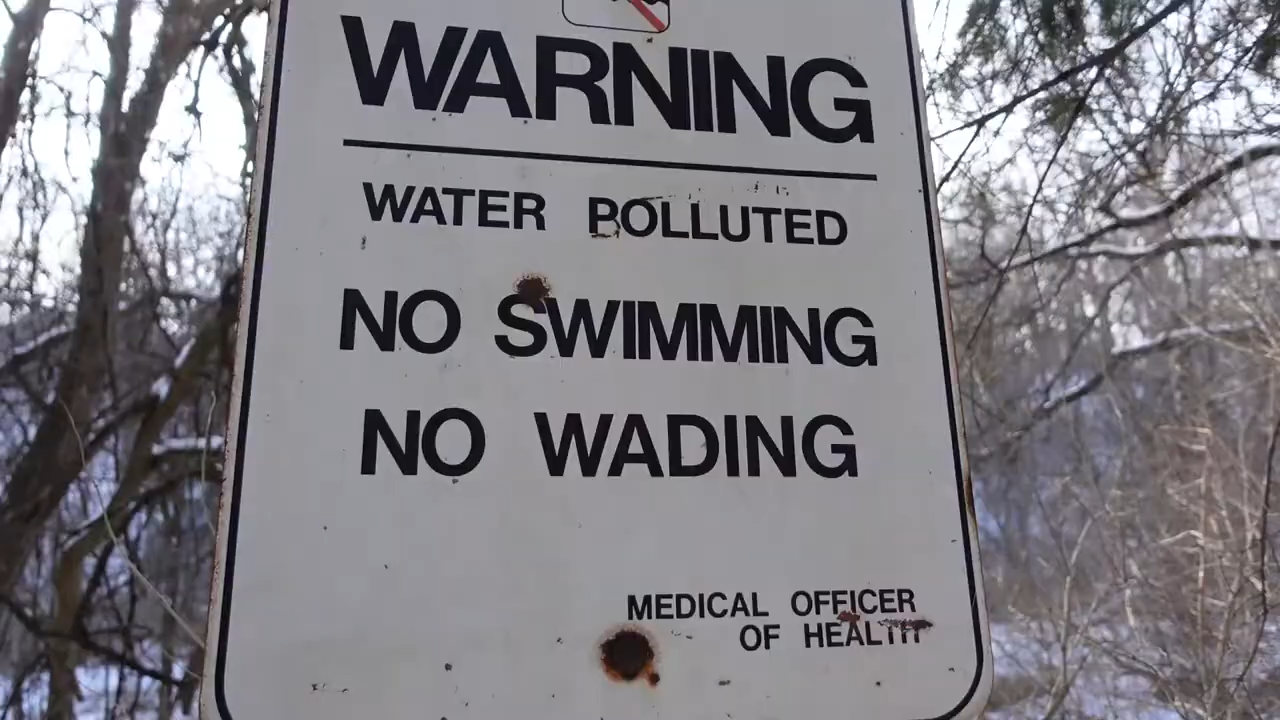 WARNING
WATER POLLUTED
NO SWIMMING
NO WADING
MEDICAL OFFICER
OF HEALTH